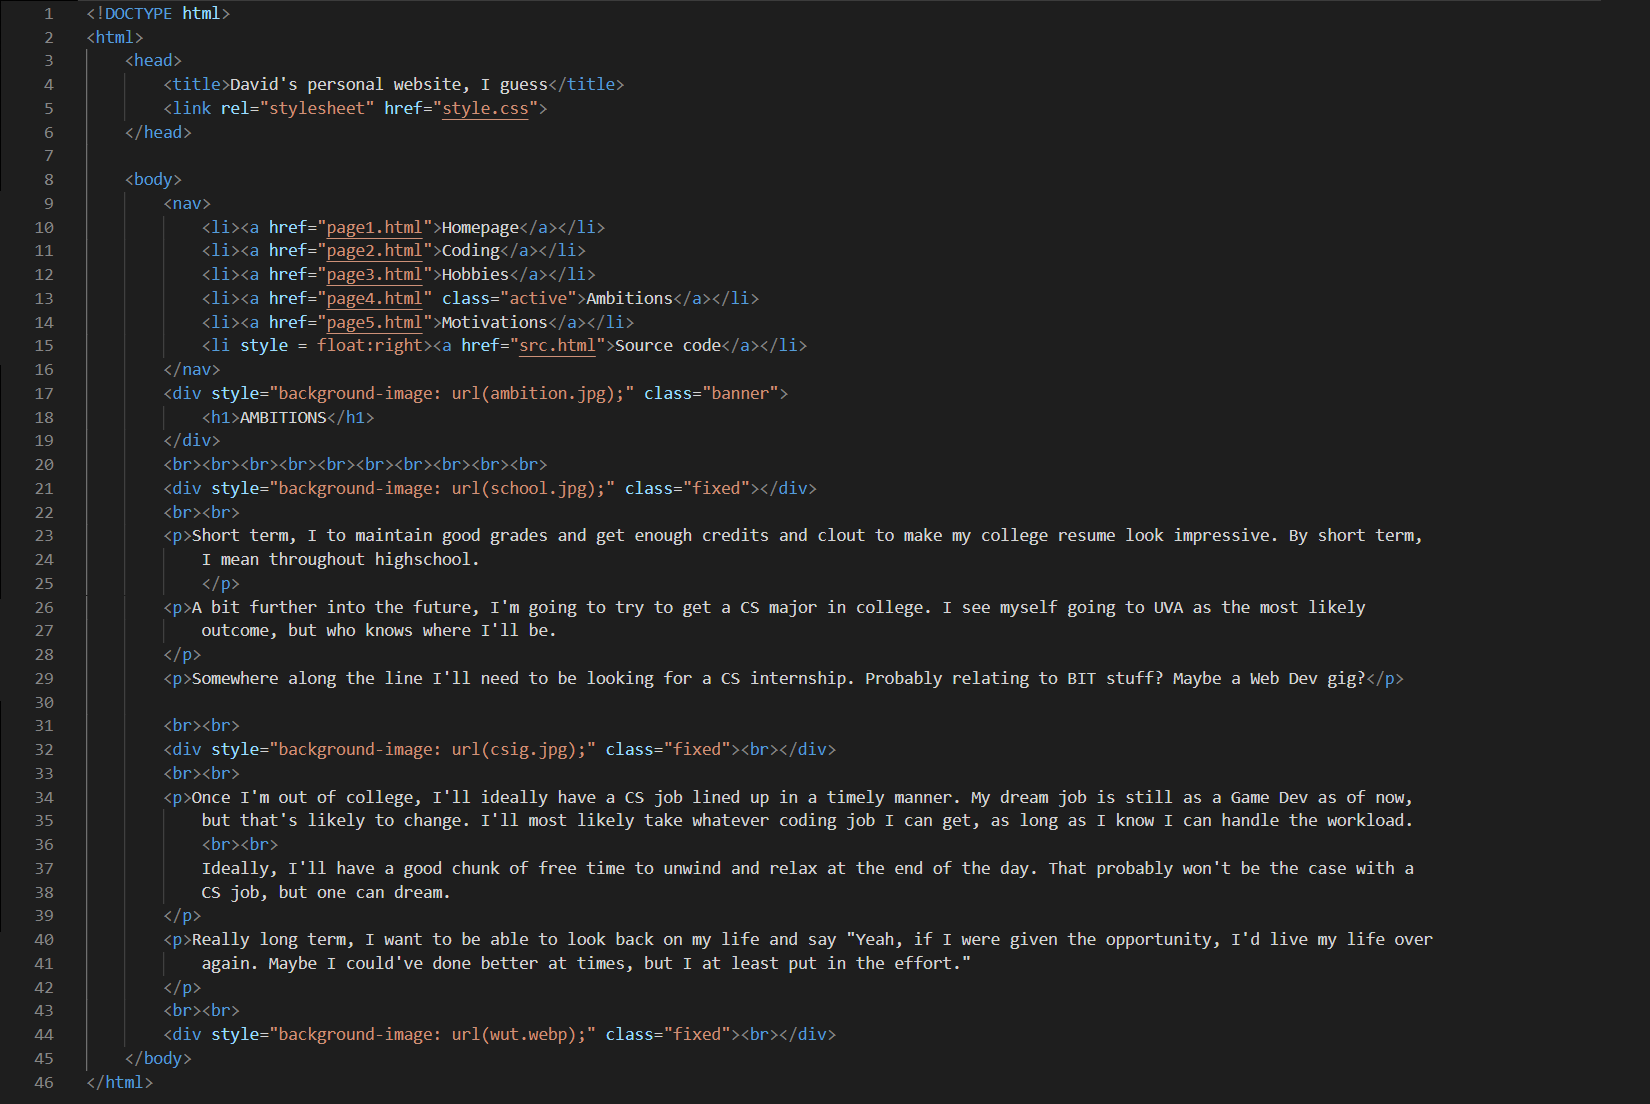 1 <!DOCTYPE html>
2 <html>
3     <head>
4         <title>David's personal website, I guess</title>
5         <link rel="stylesheet" href="style.css">
6     </head>
7
8     <body>
9         <nav>
10             <li><a href="page1.html">Homepage</a></li>
11             <li><a href="page2.html">Coding</a></li>
12             <li><a href="page3.html">Hobbies</a></li>
13             <li><a href="page4.html" class="active">Ambitions</a></li>
14             <li><a href="page5.html">Motivations</a></li>
15             <li style = float:right><a href="src.html">Source code</a></li>
16         </nav>
17         <div style="background-image: url(ambition.jpg);" class="banner">
18             <h1>AMBITIONS</h1>
19         </div>
20         <br><br><br><br><br><br><br><br><br><br>
21         <div style="background-image: url(school.jpg);" class="fixed"></div>
22         <br><br>
23         <p>Short term, I to maintain good grades and get enough credits and clout to make my college resume look impressive. By short term,
24             I mean throughout highschool.
25             </p>
26         <p>A bit further into the future, I'm going to try to get a CS major in college. I see myself going to UVA as the most likely
27             outcome, but who knows where I'll be.
28         </p>
29         <p>Somewhere along the line I'll need to be looking for a CS internship. Probably relating to BIT stuff? Maybe a Web Dev gig?</p>
30
31         <br><br>
32         <div style="background-image: url(csig.jpg);" class="fixed"><br></div>
33         <br><br>
34         <p>Once I'm out of college, I'll ideally have a CS job lined up in a timely manner. My dream job is still as a Game Dev as of now,
35             but that's likely to change. I'll most likely take whatever coding job I can get, as long as I know I can handle the workload.
36             <br><br>
37             Ideally, I'll have a good chunk of free time to unwind and relax at the end of the day. That probably won't be the case with a
38             CS job, but one can dream.
39         </p>
40         <p>Really long term, I want to be able to look back on my life and say "Yeah, if I were given the opportunity, I'd live my life over
41             again. Maybe I could've done better at times, but I at least put in the effort."
42         </p>
43         <br><br>
44         <div style="background-image: url(wut.webp);" class="fixed"><br></div>
45     </body>
46 </html>